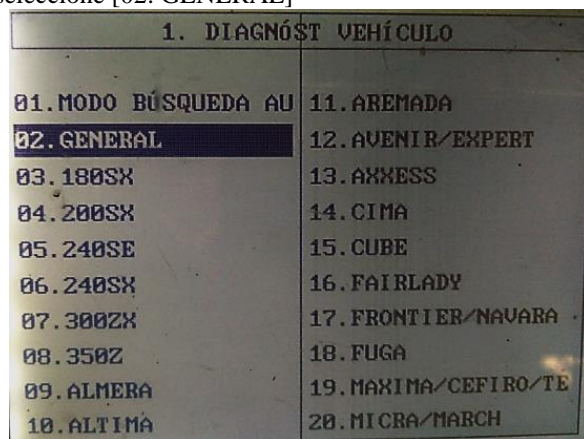 seleccione [02. GENERAL]
1. DIAGNÓST VEHÍCULO
01.MODO BÚSQUEDA AU
02.GENERAL
03.180SX
04.200SX
05.240SE
06.240SX
07.300ZX
08.350Z
09.ALMERA
10.ALTIMA
11.AREMADA
12.AVENIR/EXPERT
13.AXXESS
14.CIMA
15.CUBE
16.FAIRLADY
17.FRONTIER/NAVARA
18.FUGA
19.MAXIMA/CEFIRO/TE
20.MICRA/MARCH